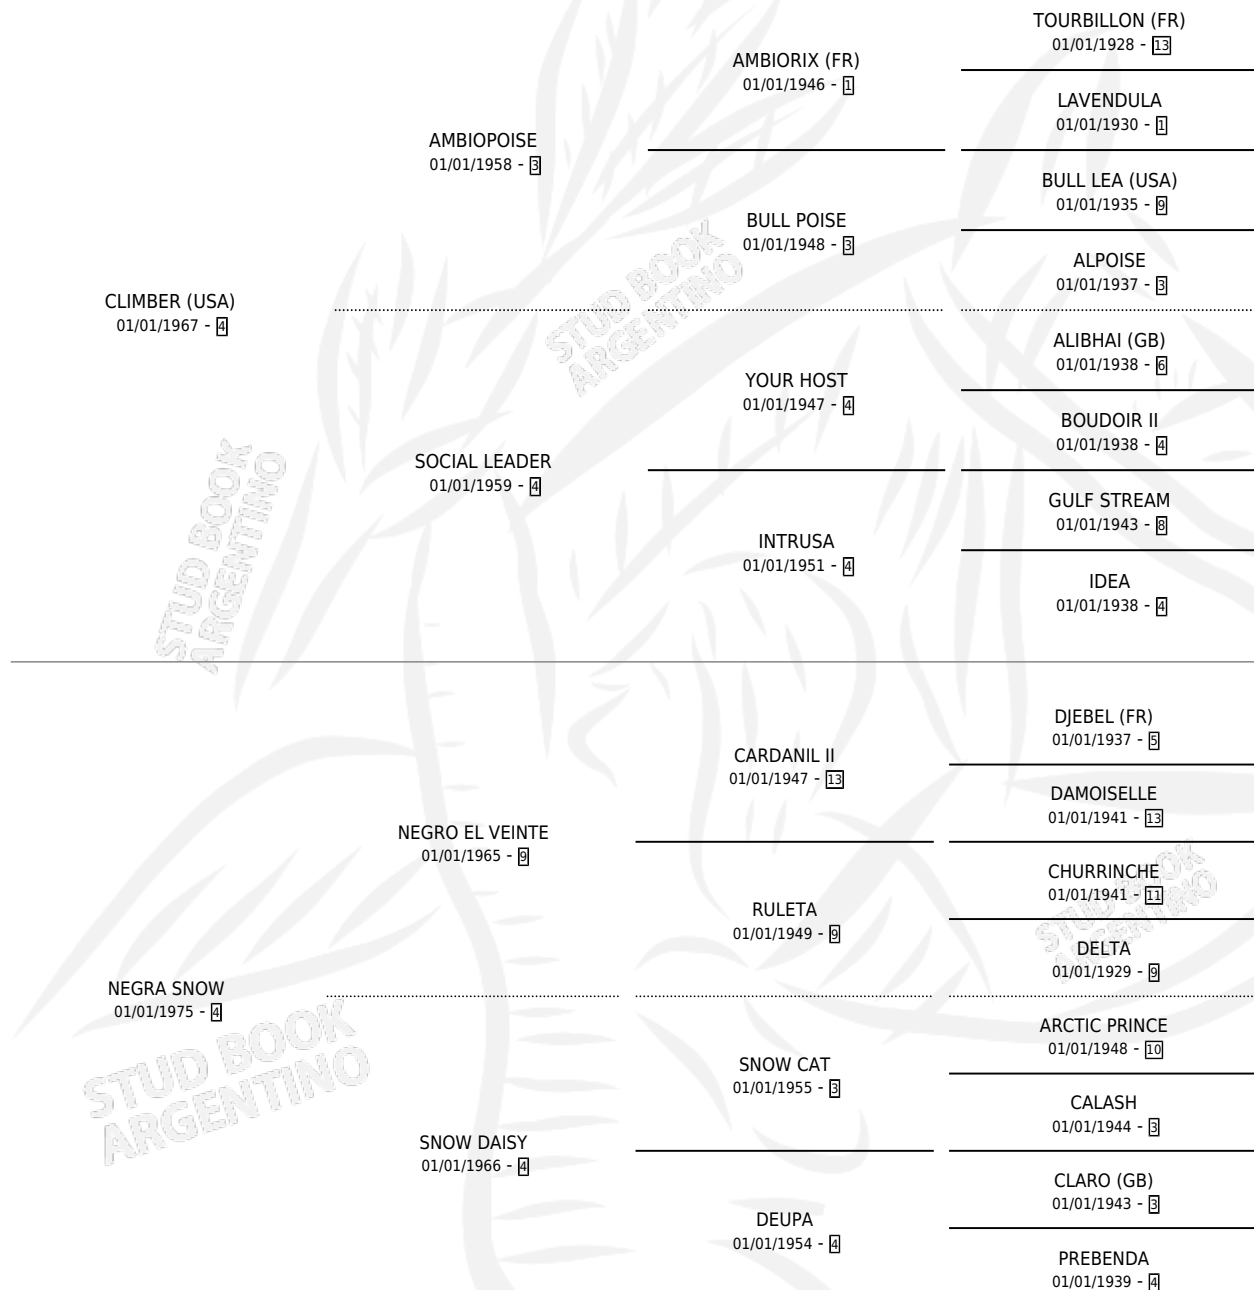 TOURBILLON (FR)
01/01/1928 - 13
AMBIORIX (FR)
01/01/1946 - 1
LAVENDULA
01/01/1930 - 1
AMBIOPOISE
01/01/1958 - 3
BULL LEA (USA)
01/01/1935 - 9
BULL POISE
01/01/1948 - 3
ALPOISE
01/01/1937 - 3
CLIMBER (USA)
01/01/1967 - 4
ALIBHAI (GB)
01/01/1938 - 6
YOUR HOST
01/01/1947 - 4
BOUDOIR II
01/01/1938 - 4
SOCIAL LEADER
01/01/1959 - 4
GULF STREAM
01/01/1943 - 8
INTRUSA
01/01/1951 - 4
IDEA
01/01/1938 - 4
DJEBEL (FR)
01/01/1937 - 5
CARDANIL II
01/01/1947 - 13
DAMOISELLE
01/01/1941 - 13
NEGRO EL VEINTE
01/01/1965 - 9
CHURRINCHE
01/01/1941 - 11
RULETA
01/01/1949 - 9
DELTA
01/01/1929 - 9
NEGRA SNOW
01/01/1975 - 4
ARCTIC PRINCE
01/01/1948 - 10
SNOW CAT
01/01/1955 - 3
CALASH
01/01/1944 - 3
SNOW DAISY
01/01/1966 - 4
CLARO (GB)
01/01/1943 - 3
DEUPA
01/01/1954 - 4
PREBENDA
01/01/1939 - 4
STUD BOOK
ARGENTINO
STUD BOOK
ARGENTINO
STUD BOOK
ARGENTINO
STUD BOOK
ARGENTINO